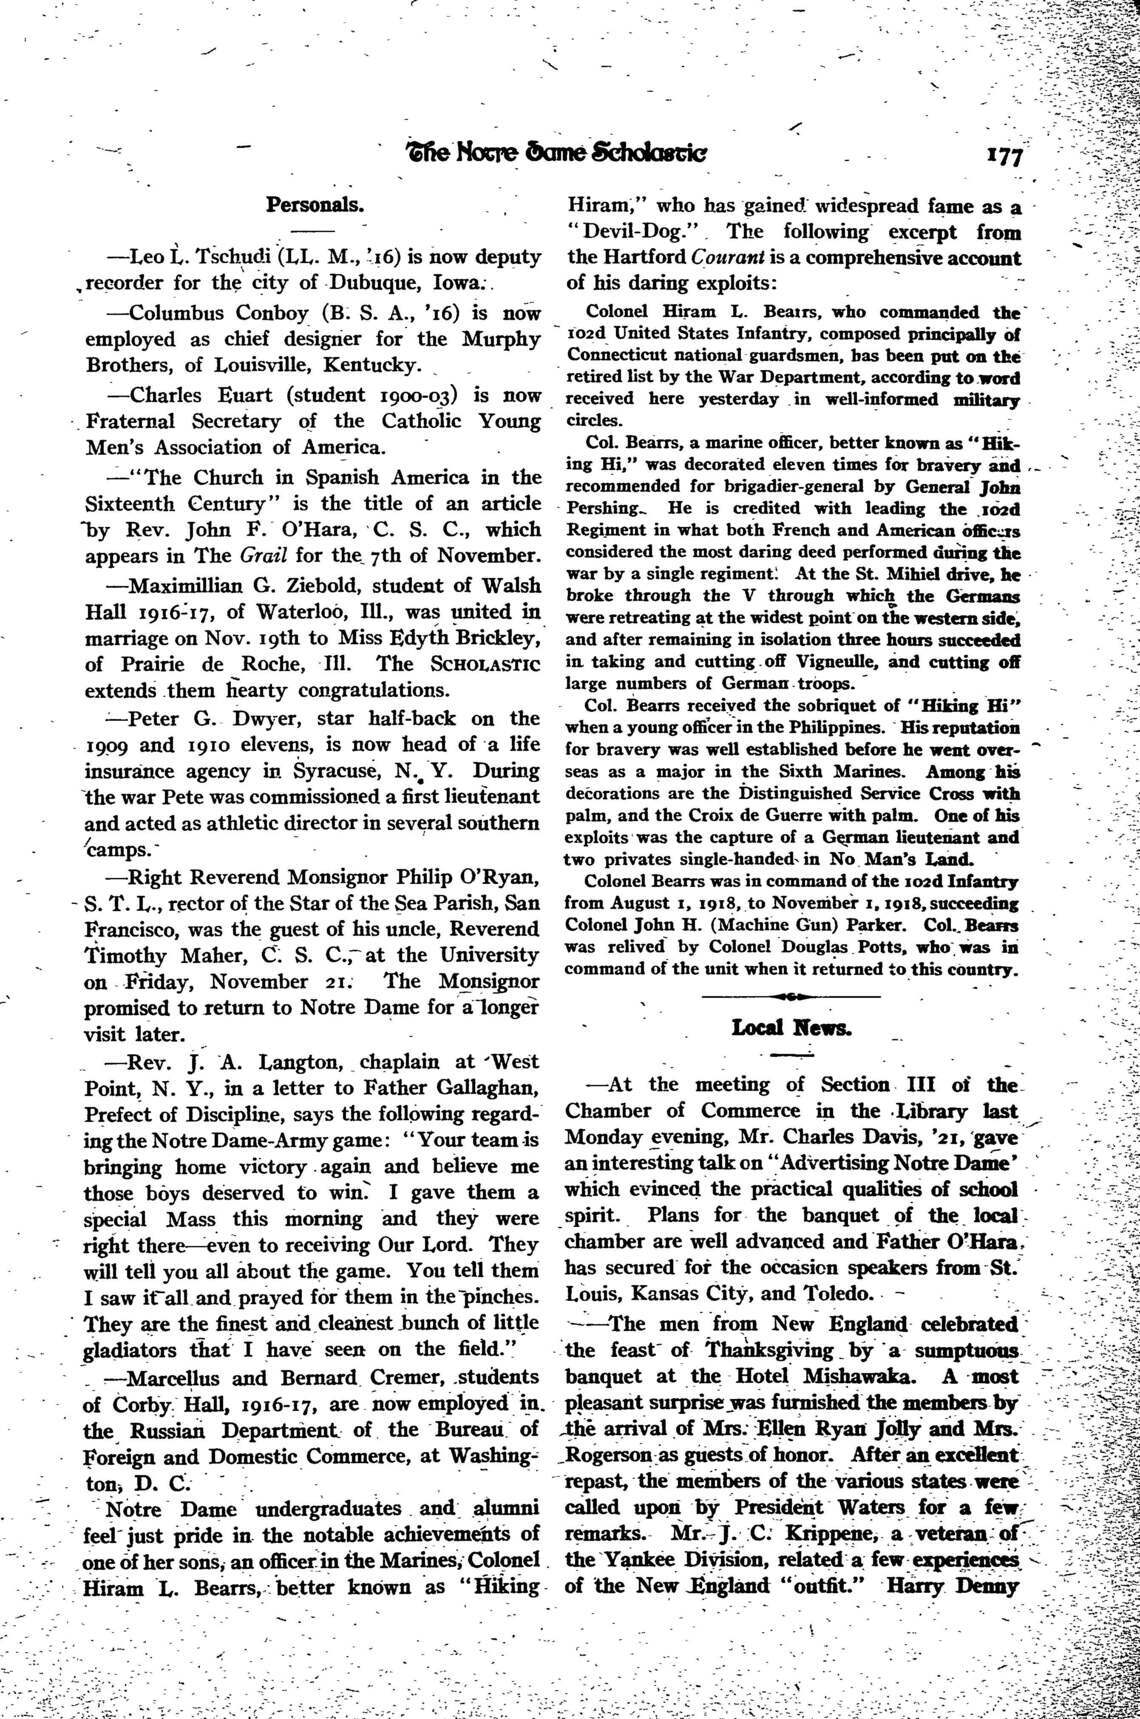 The Notre Dame Scholastic 177
Personals.
—Leo L. Tschudi (LL. M., '16) is now deputy
recorder for the city of Dubuque, Iowa.
—Columbus Conboy (B. S. A., '16) is now
employed as chief designer for the Murphy
Brothers, of Louisville, Kentucky.
—Charles Euart (student 1900-03) is now
Fraternal Secretary of the Catholic Young
Men's Association of America.
—"The Church in Spanish America in the
Sixteenth Century" is the title of an article
by Rev. John F. O'Hara, C. S. C., which
appears in The Grail for the 7th of November.
—Maximillian G. Ziebold, student of Walsh
Hall 1916-17, of Waterloo, Ill., was united in
marriage on Nov. 19th to Miss Edyth Brickley,
of Prairie de Roche, Ill. The SCHOLASTIC
extends them hearty congratulations.
—Peter G. Dwyer, star half-back on the
1909 and 1910 elevens, is now head of a life
insurance agency in Syracuse, N. Y. During
the war Pete was commissioned a first lieutenant
and acted as athletic director in several southern
camps.
—Right Reverend Monsignor Philip O'Ryan,
S. T. L., rector of the Star of the Sea Parish, San
Francisco, was the guest of his uncle, Reverend
Timothy Maher, C. S. C., at the University
on Friday, November 21. The Monsignor
promised to return to Notre Dame for a longer
visit later.
—Rev. J. A. Langton, chaplain at West
Point, N. Y., in a letter to Father Gallaghan,
Prefect of Discipline, says the following regard-
ing the Notre Dame-Army game: "Your team is
bringing home victory again and believe me
those boys deserved to win. I gave them a
special Mass this morning and they were
right there—even to receiving Our Lord. They
will tell you all about the game. You tell them
I saw it all and prayed for them in the pinches.
They are the finest and cleanest bunch of little
gladiators that I have seen on the field."
—Marcellus and Bernard Cremer, students
of Corby Hall, 1916-17, are now employed in
the Russian Department of the Bureau of
Foreign and Domestic Commerce, at Washing-
ton, D. C.
Notre Dame undergraduates and alumni
feel just pride in the notable achievements of
one of her sons, an officer in the Marines, Colonel
Hiram L. Bearrs, better known as "Hiking
Hiram," who has gained widespread fame as a
"Devil-Dog." The following excerpt from
the Hartford Courant is a comprehensive account
of his daring exploits:
Colonel Hiram L. Bearrs, who commanded the
102d United States Infantry, composed principally of
Connecticut national guardsmen, has been put on the
retired list by the War Department, according to word
received here yesterday in well-informed military
circles.
Col. Bearrs, a marine officer, better known as "Hik-
ing Hi," was decorated eleven times for bravery and
recommended for brigadier-general by General John
Pershing. He is credited with leading the 102d
Regiment in what both French and American officers
considered the most daring deed performed during the
war by a single regiment. At the St. Mihiel drive, he
broke through the V through which the Germans
were retreating at the widest point on the western side,
and after remaining in isolation three hours succeeded
in taking and cutting off Vigneulle, and cutting off
large numbers of German troops.
Col. Bearrs received the sobriquet of "Hiking Hi"
when a young officer in the Philippines. His reputation
for bravery was well established before he went over-
seas as a major in the Sixth Marines. Among his
decorations are the Distinguished Service Cross with
palm, and the Croix de Guerre with palm. One of his
exploits was the capture of a German lieutenant and
two privates single-handed in No Man's Land.
Colonel Bearrs was in command of the 102d Infantry
from August 1, 1918, to November 1, 1918, succeeding
Colonel John H. (Machine Gun) Parker. Col. Bearrs
was relived by Colonel Douglas Potts, who was in
command of the unit when it returned to this country.
Local News.
—At the meeting of Section III of the
Chamber of Commerce in the Library last
Monday evening, Mr. Charles Davis, '21, gave
an interesting talk on "Advertising Notre Dame'
which evinced the practical qualities of school
spirit. Plans for the banquet of the local
chamber are well advanced and Father O'Hara
has secured for the occasion speakers from St.
Louis, Kansas City, and Toledo.
—The men from New England celebrated
the feast of Thanksgiving by a sumptuous
banquet at the Hotel Mishawaka. A most
pleasant surprise was furnished the members by
the arrival of Mrs. Ellen Ryan Jolly and Mrs.
Rogerson as guests of honor. After an excellent
repast, the members of the various states were
called upon by President Waters for a few
remarks. Mr. J. C. Krippene, a veteran of
the Yankee Division, related a few experiences
of the New England "outfit." Harry Denny